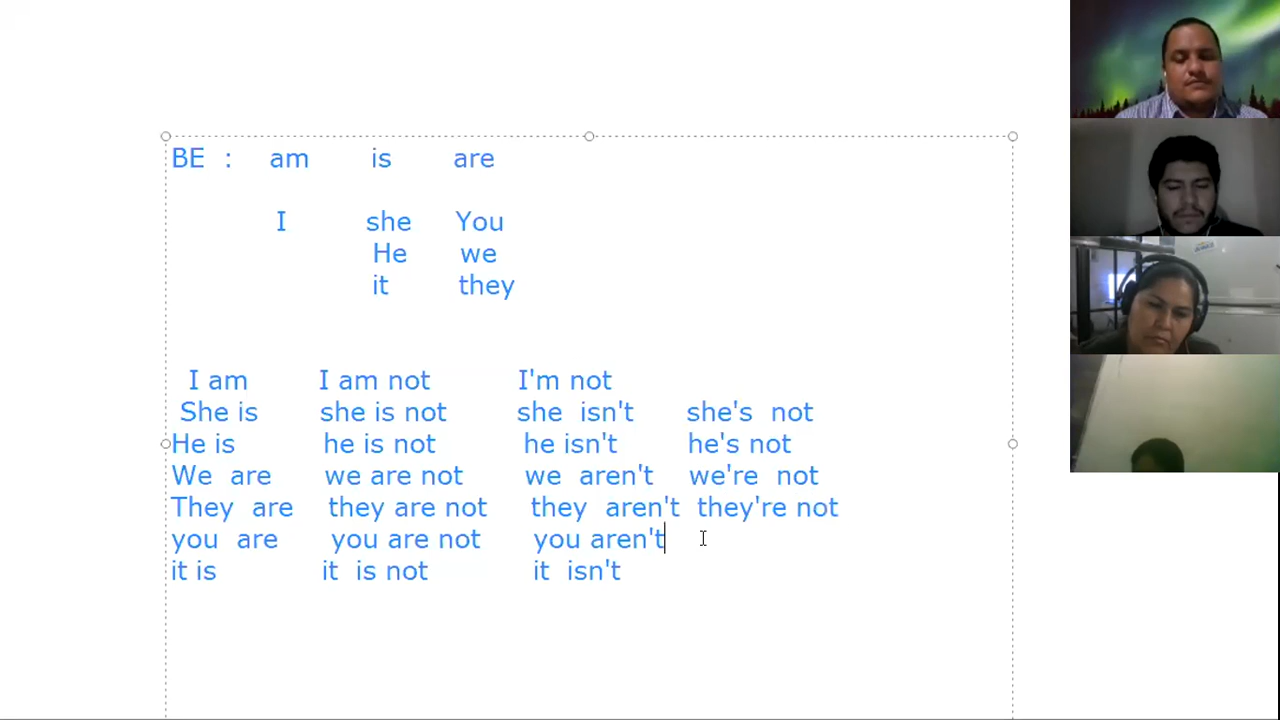 BE : am is are
I she You
He we
it they
I am I am not I'm not
She is she is not she isn't she's not
He is he is not he isn't he's not
We are we are not we aren't we're not
They are they are not they aren't they're not
you are you are not you aren't
it is it is not it isn't